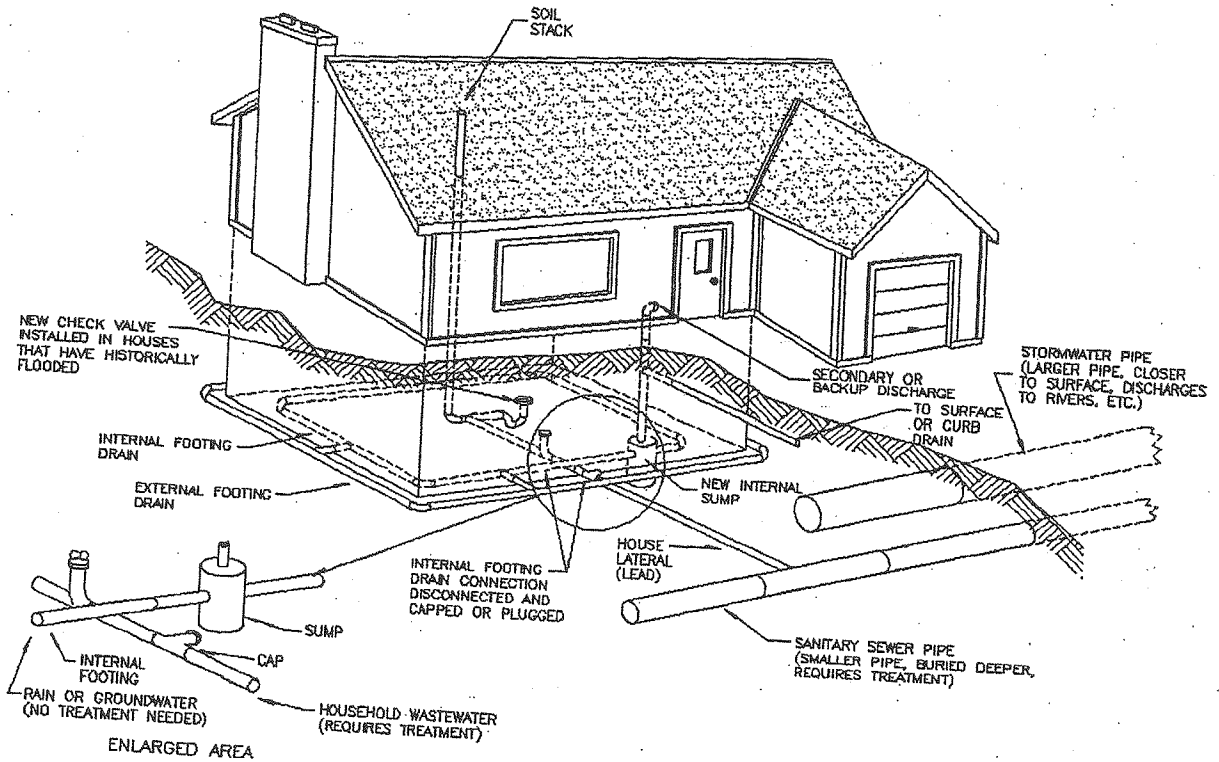 SOIL
STACK
NEW CHECK VALVE
INSTALLED IN HOUSES
THAT HAVE HISTORICALLY
FLOODED
STORMWATER PIPE
(LARGER PIPE, CLOSER
TO SURFACE, DISCHARGES
TO RIVERS, ETC.)
SECONDARY OR
BACKUP DISCHARGE
TO SURFACE
OR CURB
DRAIN
INTERNAL FOOTING
DRAIN
EXTERNAL FOOTING
DRAIN
NEW INTERNAL
SUMP
HOUSE
LATERAL
(LEAD)
INTERNAL FOOTING
DRAIN CONNECTION
DISCONNECTED AND
CAPPED OR PLUGGED
SUMP
CAP
INTERNAL
FOOTING
RAIN OR GROUNDWATER
(NO TREATMENT NEEDED)
HOUSEHOLD WASTEWATER
(REQUIRES TREATMENT)
SANITARY SEWER PIPE
(SMALLER PIPE, BURIED DEEPER,
REQUIRES TREATMENT)
ENLARGED AREA